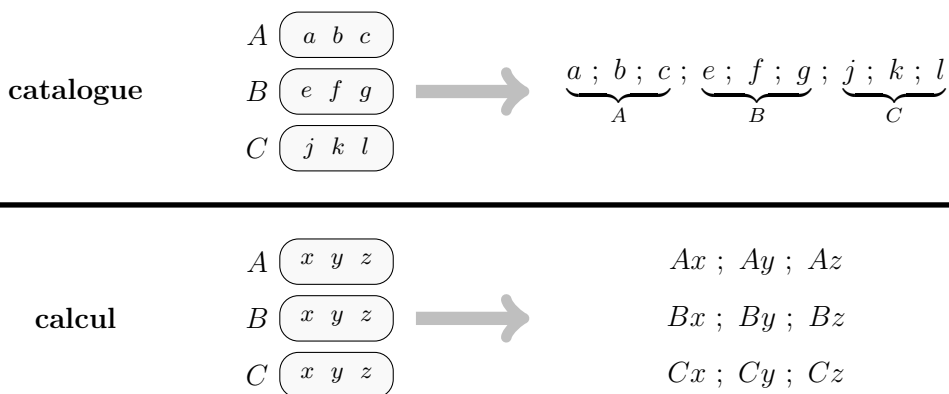 A a b c
catalogue B e f g a ; b ; c ; e ; f ; g ; j ; k ; l
A B C
C j k l
A x y z Ax ; Ay ; Az
calcul B x y z Bx ; By ; Bz
C x y z Cx ; Cy ; Cz